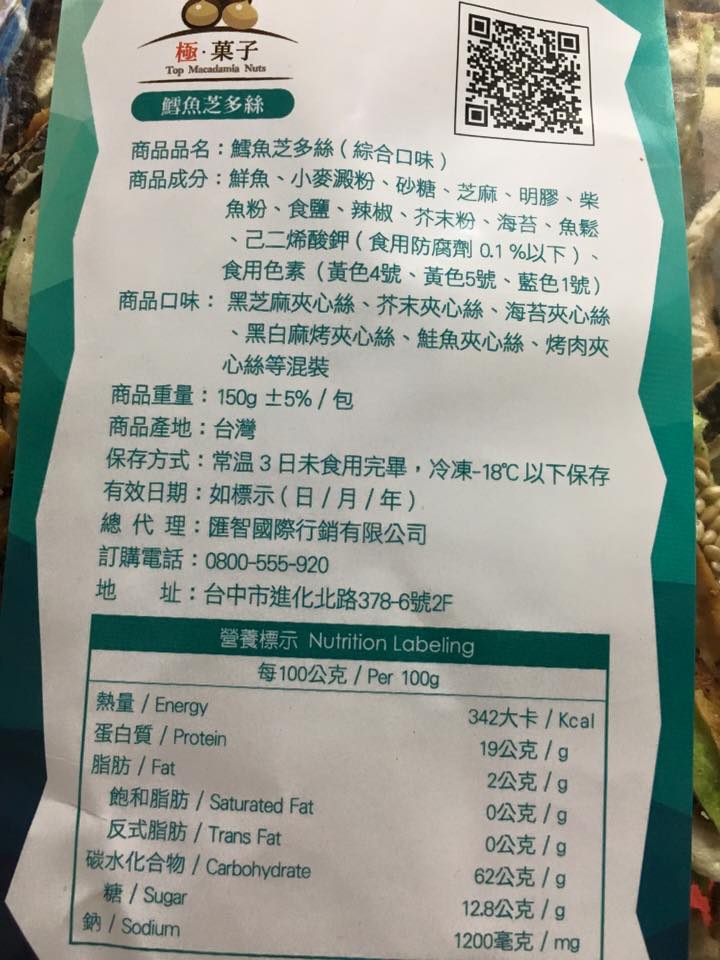 極·菓子
Top Macadamia Nuts
鱈魚芝多絲
商品品名：鱈魚芝多絲（綜合口味）
商品成分：鮮魚、小麥澱粉、砂糖、芝麻、明膠、柴
魚粉、食鹽、辣椒、芥末粉、海苔、魚鬆
、己二烯酸鉀（食用防腐劑 0.1 %以下）、
食用色素（黃色4號、黃色5號、藍色1號）
商品口味：黑芝麻夾心絲、芥末夾心絲、海苔夾心絲
、黑白麻烤夾心絲、鮭魚夾心絲、烤肉夾
心絲等混裝
商品重量：150g ±5% / 包
商品產地：台灣
保存方式：常温 3 日未食用完畢，冷凍-18℃ 以下保存
有效日期：如標示（日 / 月 / 年）
總 代 理：匯智國際行銷有限公司
訂購電話：0800-555-920
地 址：台中市進化北路378-6號2F
營養標示 Nutrition Labeling
每100公克 / Per 100g
熱量 / Energy 342大卡 / Kcal
蛋白質 / Protein 19公克 / g
脂肪 / Fat 2公克 / g
飽和脂肪 / Saturated Fat 0公克 / g
反式脂肪 / Trans Fat 0公克 / g
碳水化合物 / Carbohydrate 62公克 / g
糖 / Sugar 12.8公克 / g
鈉 / Sodium 1200毫克 / mg